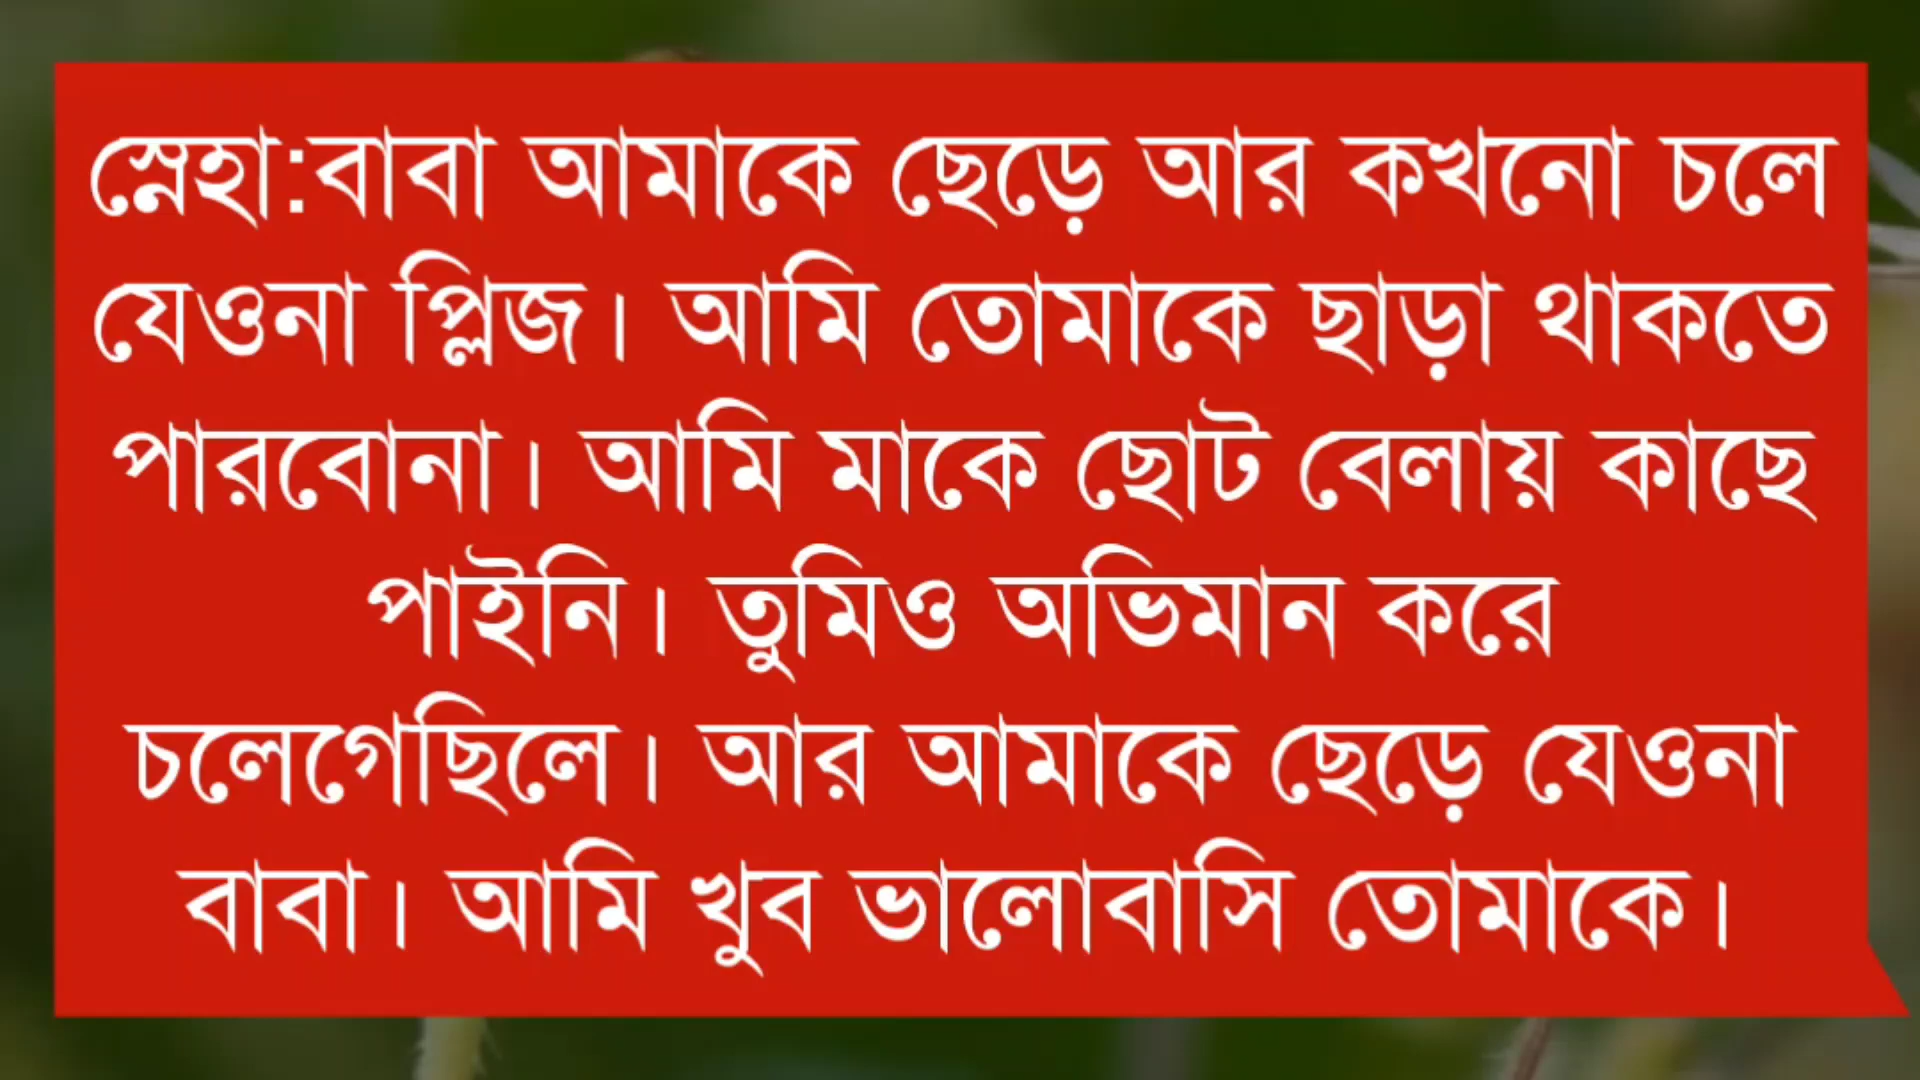 স্নেহা:বাবা আমাকে ছেড়ে আর কখনো চলে
যেওনা প্লিজ। আমি তোমাকে ছাড়া থাকতে
পারবোনা। আমি মাকে ছোট বেলায় কাছে
পাইনি। তুমিও অভিমান করে
চলেগেছিলে। আর আমাকে ছেড়ে যেওনা
বাবা। আমি খুব ভালোবাসি তোমাকে।